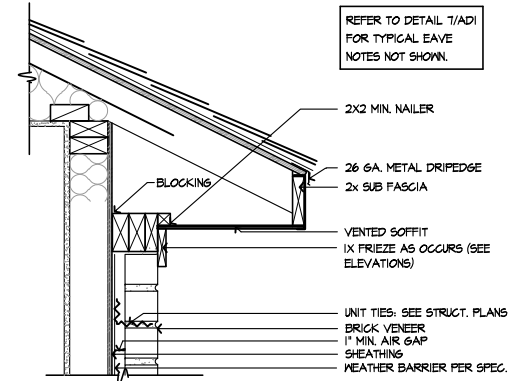 REFER TO DETAIL 7/AD1
FOR TYPICAL EAVE
NOTES NOT SHOWN.
2X2 MIN. NAILER
26 GA. METAL DRIPEDGE
2x SUB FASCIA
BLOCKING
VENTED SOFFIT
1X FRIEZE AS OCCURS (SEE
ELEVATIONS)
UNIT TIES: SEE STRUCT. PLANS
BRICK VENEER
1" MIN. AIR GAP
SHEATHING
WEATHER BARRIER PER SPEC.